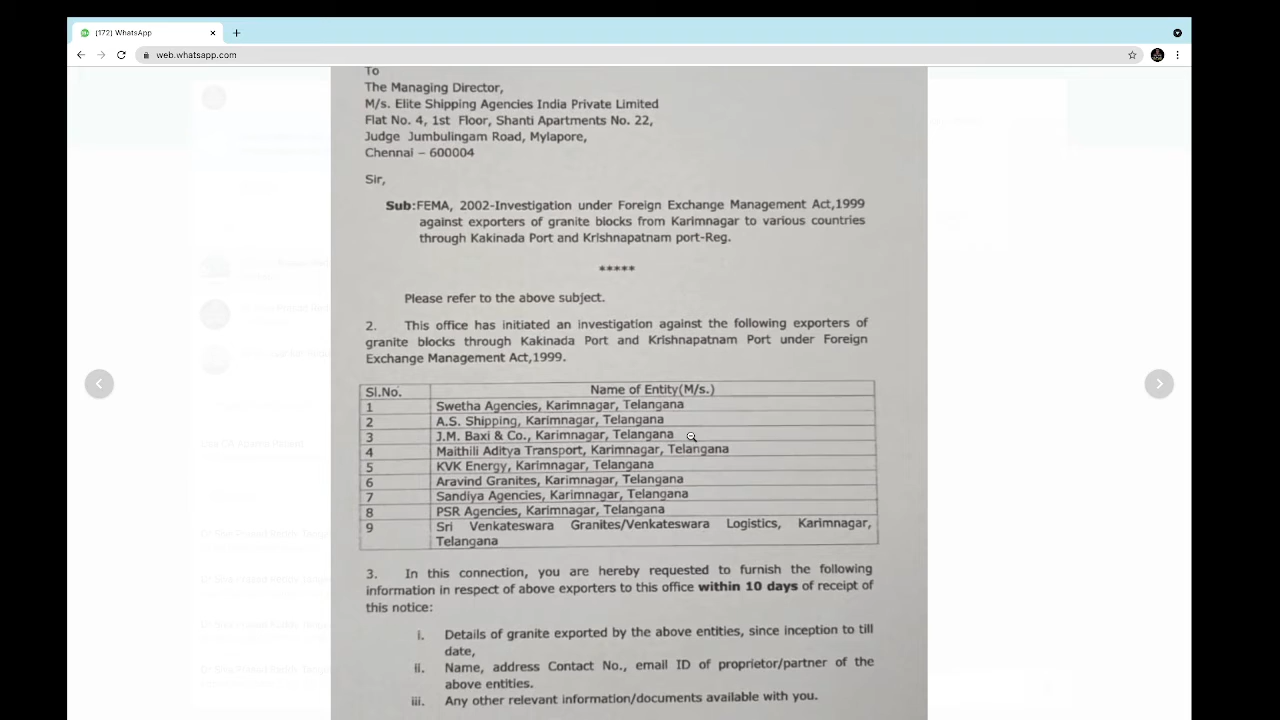 (172) WhatsApp
web.whatsapp.com
To
The Managing Director,
M/s. Elite Shipping Agencies India Private Limited
Flat No. 4, 1st Floor, Shanti Apartments No. 22,
Judge Jumbulingam Road, Mylapore,
Chennai – 600004
Sir,
Sub:FEMA, 2002-Investigation under Foreign Exchange Management Act,1999
against exporters of granite blocks from Karimnagar to various countries
through Kakinada Port and Krishnapatnam port-Reg.
*****
Please refer to the above subject.
2. This office has initiated an investigation against the following exporters of
granite blocks through Kakinada Port and Krishnapatnam Port under Foreign
Exchange Management Act,1999.
Sl.No. Name of Entity(M/s.)
1 Swetha Agencies, Karimnagar, Telangana
2 A.S. Shipping, Karimnagar, Telangana
3 J.M. Baxi & Co., Karimnagar, Telangana
4 Maithili Aditya Transport, Karimnagar, Telangana
5 KVK Energy, Karimnagar, Telangana
6 Aravind Granites, Karimnagar, Telangana
7 Sandiya Agencies, Karimnagar, Telangana
8 PSR Agencies, Karimnagar, Telangana
9 Sri Venkateswara Granites/Venkateswara Logistics, Karimnagar,
Telangana
3. In this connection, you are hereby requested to furnish the following
information in respect of above exporters to this office within 10 days of receipt of
this notice:
i. Details of granite exported by the above entities, since inception to till
date,
ii. Name, address Contact No., email ID of proprietor/partner of the
above entities.
iii. Any other relevant information/documents available with you.